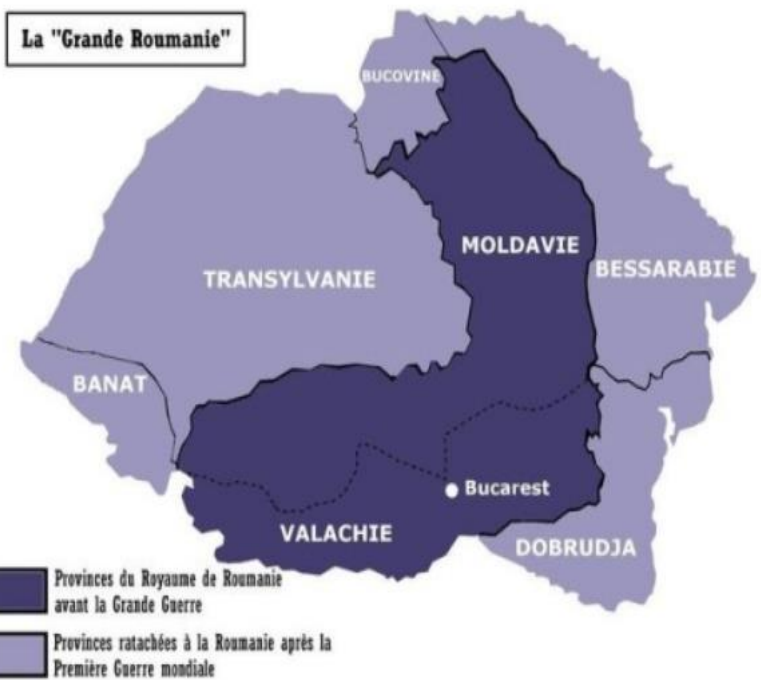 La "Grande Roumanie"
BUCOVINE
MOLDAVIE
BESSARABIE
TRANSYLVANIE
BANAT
Bucarest
VALACHIE
DOBRUDJA
Provinces du Royaume de Roumanie
avant la Grande Guerre
Provinces ratachées à la Roumanie après la
Première Guerre mondiale